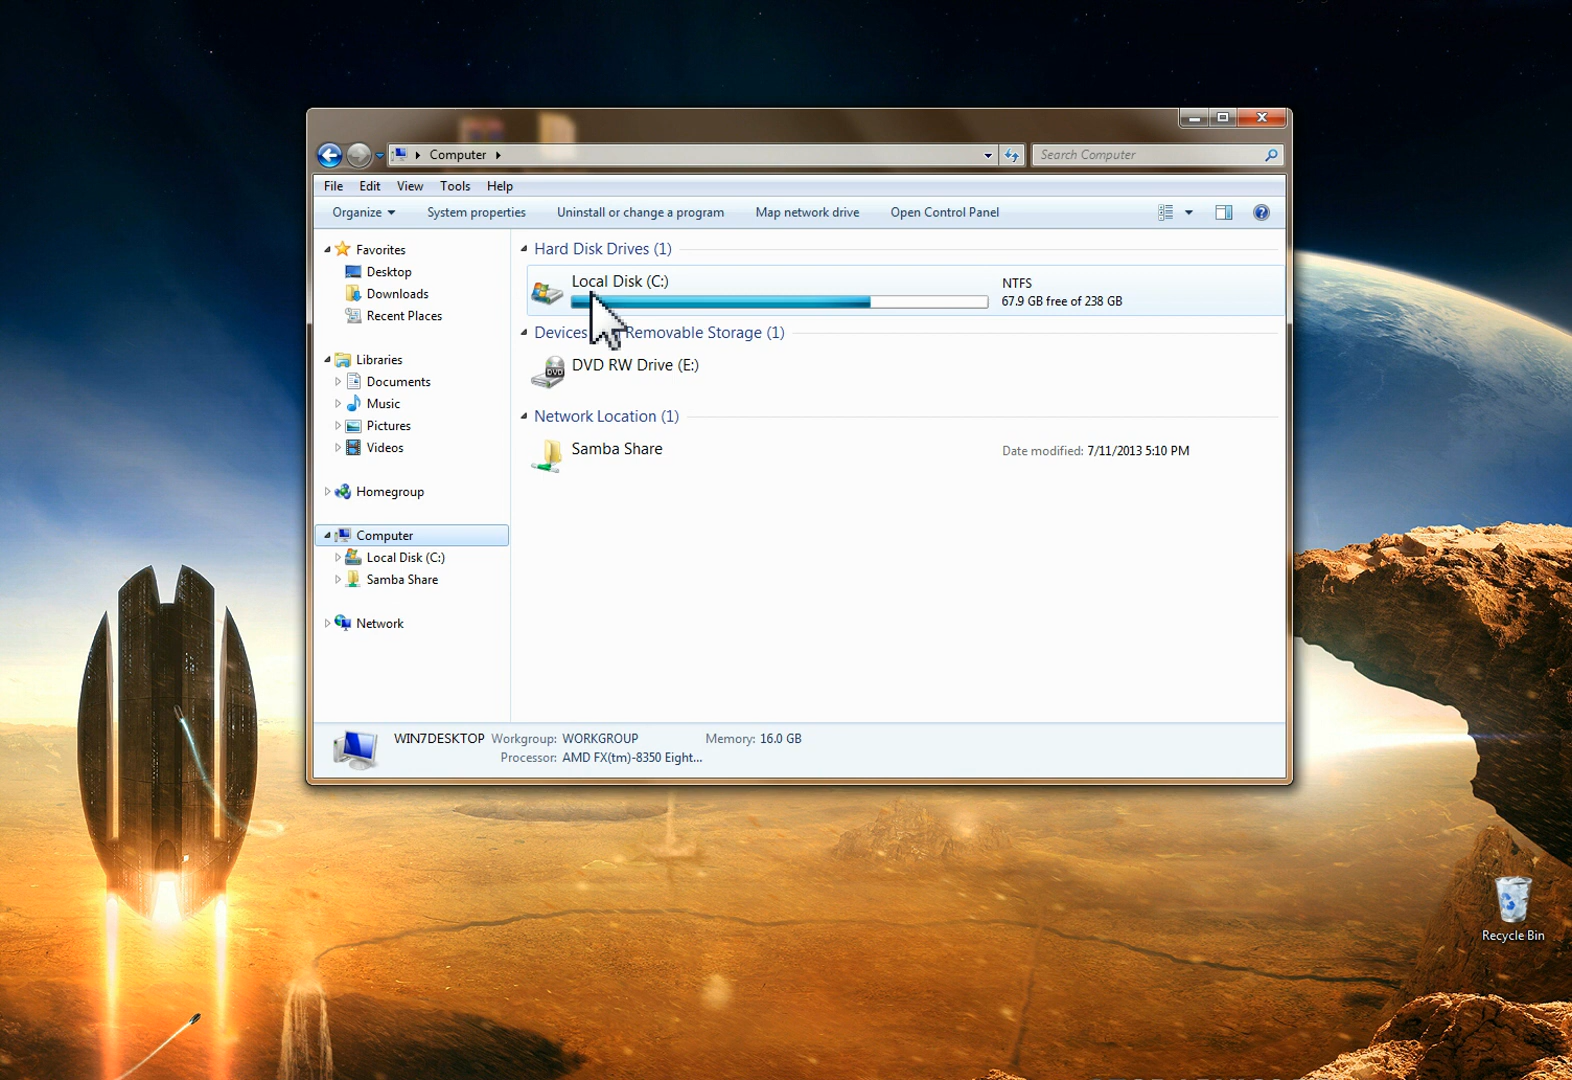 Computer
Search Computer
File Edit View Tools Help
Organize System properties Uninstall or change a program Map network drive Open Control Panel
Favorites
Desktop
Downloads
Recent Places
Libraries
Documents
Music
Pictures
Videos
Homegroup
Computer
Local Disk (C:)
Samba Share
Network
Hard Disk Drives (1)
Local Disk (C:)
NTFS
67.9 GB free of 238 GB
Devices Removable Storage (1)
DVD
DVD RW Drive (E:)
Network Location (1)
Samba Share
Date modified: 7/11/2013 5:10 PM
WIN7DESKTOP Workgroup: WORKGROUP Memory: 16.0 GB
Processor: AMD FX(tm)-8350 Eight...
Recycle Bin